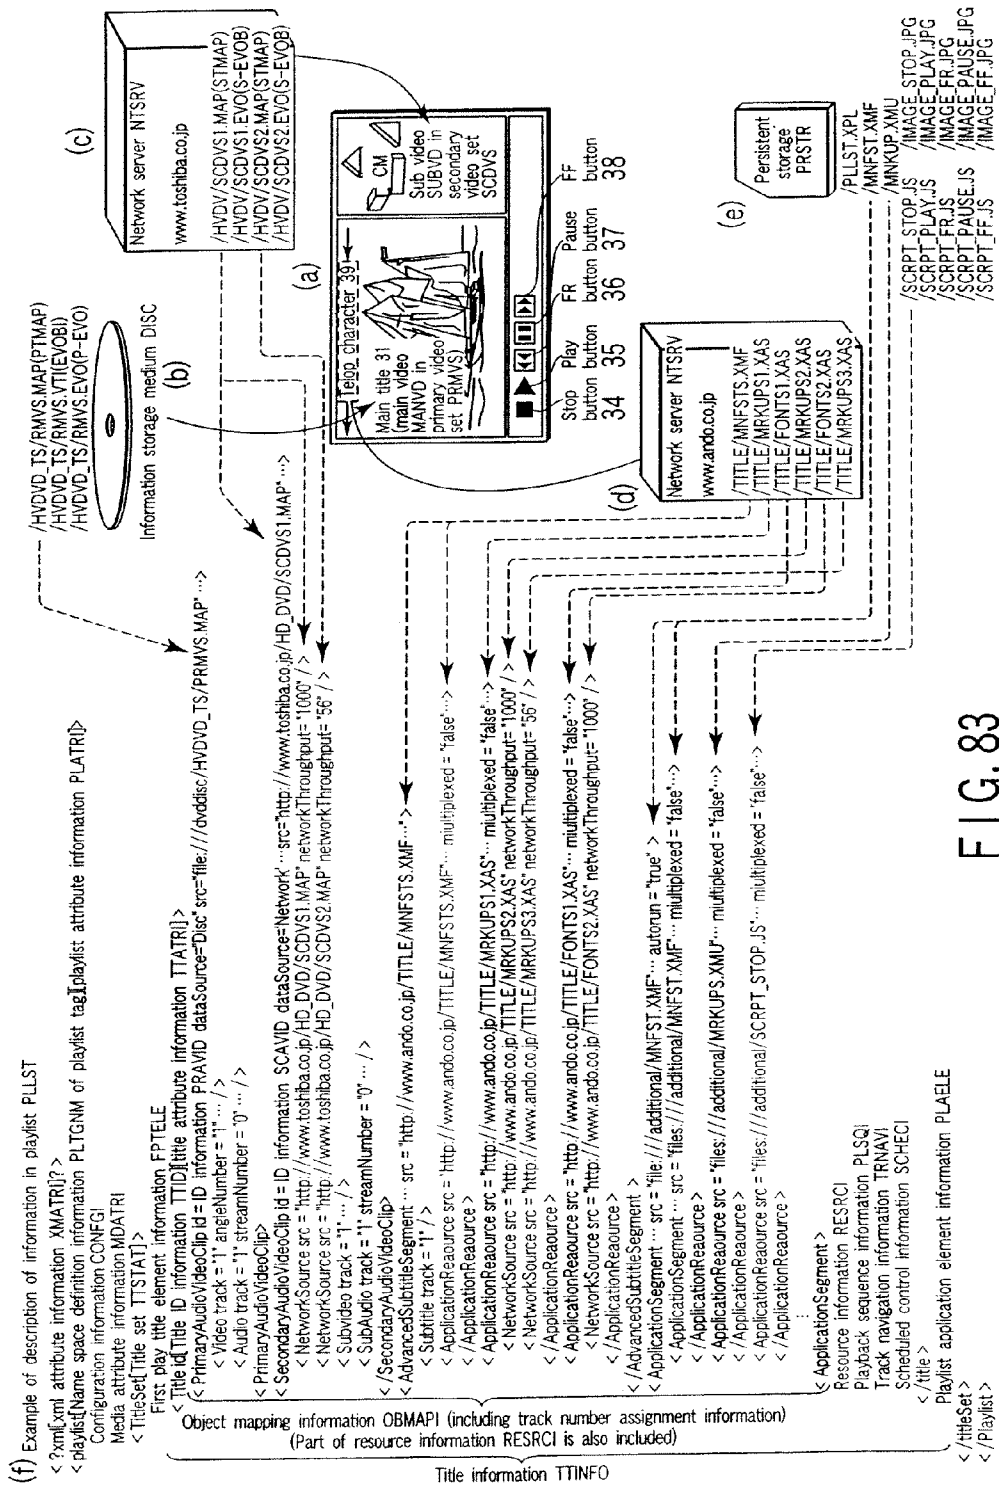 (f) Example of description of information in playlist PLLST
< ?xml[xml attribute information XMATRI]? >
< playlist[Name space definition information PLTGNM of playlist tag][playlist attribute information PLATRI]>
Configuration information CONFGI
Media attribute information MDATRI
< TitleSet[Title set TTSTAT]>
First play title element information FPTELE
< Title id[Title ID information TTID][title attribute information TTATRI] >
< PrimaryAudioVideoClip id = ID information PRAVID dataSource="Disc" src="file:///dvddisc/HVDVD_TS/PRMVS.MAP" ···>
< Video track = "1" angleNumber = "1" ··· / >
< Audio track = "1" streamNumber = "0" ··· / >
< PrimaryAudioVideoClip>
< SecondaryAudioVideoClip id = ID information SCAVID dataSource='Network' ···src="http://www.toshiba.co.jp/HD_DVD/SCDVS1.MAP" ···>
< NetworkSource src = "http://www.toshiba.co.jp/HD_DVD/SCDVS1.MAP" networkThroughput= "1000" / >
< NetworkSource src = "http://www.toshiba.co.jp/HD_DVD/SCDVS2.MAP" networkThroughput= "56" / >
< Subvideo track = "1"··· / >
< SubAudio track = "1" streamNumber = "0" ··· / >
< /SecondaryAudioVideoClip>
< AdvancedSubtitleSegment ··· src = "http://www.ando.co.jp/TITLE/MNFSTS.XMF"···">
< Subtitle track = "1" / >
< ApplicationReaource src = "http://www.ando.co.jp/TITLE/MNFSTS.XMF"··· miultiplexed = "false"···>
< /ApplicationReaource >
< ApplicationReaource src = "http://www.ando.co.jp/TITLE/MRKUPS1.XAS"··· miultiplexed = "false"···>
< NetworkSource src = "http://www.ando.co.jp/TITLE/MRKUPS2.XAS" networkThroughput= "1000" / >
< NetworkSource src = "http://www.ando.co.jp/TITLE/MRKUPS3.XAS" networkThroughput= "56" / >
< /ApplicationReaource >
< ApplicationReaource src = "http://www.ando.co.jp/TITLE/FONTS1.XAS"··· miultiplexed = "false"···>
< NetworkSource src = "http://www.ando.co.jp/TITLE/FONTS2.XAS" networkThroughput= "1000" / >
< /ApplicationReaource >
< /AdvancedSubtitleSegment >
< ApplicationSegment ··· src = "file:///additional/MNFST.XMF"··· autorun = "true" >
< ApplicationSegment ··· src = "files:///additional/MNFST.XMF" ··· miultiplexed = "false"···>
< /ApplicationReaource >
< ApplicationReaource src = "files:///additional/MRKUPS.XMU"··· miultiplexed = "false"···>
< /ApplicationReaource >
< ApplicationReaource src = "files:///additional/SCRPT_STOP.JS"··· miultiplexed = "false"···>
< /ApplicationReaource >
⋮
< ApplicationSegment >
Resource information RESRCI
Playback sequence information PLSQI
Track navigation information TRNAVI
Scheduled control information SCHECI
< /title >
Playlist application element information PLAELE
< /titleSet >
< /Playlist >
Object mapping information OBMAPI (including track number assignment information)
(Part of resource information RESRCI is also included)
Title information TTINFO
/HVDVD_TS/RMVS.MAP(PTMAP)
/HVDVD_TS/RMVS.VTI(EVOBI)
/HVDVD_TS/RMVS.EVO(P-EVO)
(b)
Information storage medium DISC
(c)
Network server NTSRV
www.toshiba.co.jp
/HVDV/SCDVS1.MAP(STMAP)
/HVDV/SCDVS1.EVO(S-EVOB)
/HVDV/SCDVS2.MAP(STMAP)
/HVDV/SCDVS2.EVO(S-EVOB)
(a)
Telop character 39
Main title 31
(main video
MANVD in
primary video
set PRMVS)
CM
Sub video
SUBVD in
secondary
video set
SCDVS
Stop button 34
Play button 35
FR button 36
Pause button 37
FF button 38
(d)
Network server NTSRV
www.ando.co.jp
/TITLE/MNFSTS.XMF
/TITLE/MRKUPS1.XAS
/TITLE/FONTS1.XAS
/TITLE/MRKUPS2.XAS
/TITLE/FONTS2.XAS
/TITLE/MRKUPS3.XAS
(e)
Persistent
storage
PRSTR
/PLLST.XPL
/MNFST.XMF
/MNKUP.XMU
/SCRPT_STOP.JS /IMAGE_STOP.JPG
/SCRPT_PLAY.JS /IMAGE_PLAY.JPG
/SCRPT_FR.JS /IMAGE_FR.JPG
/SCRPT_PAUSE.JS /IMAGE_PAUSE.JPG
/SCRPT_FF.JS /IMAGE_FF.JPG
FIG. 83